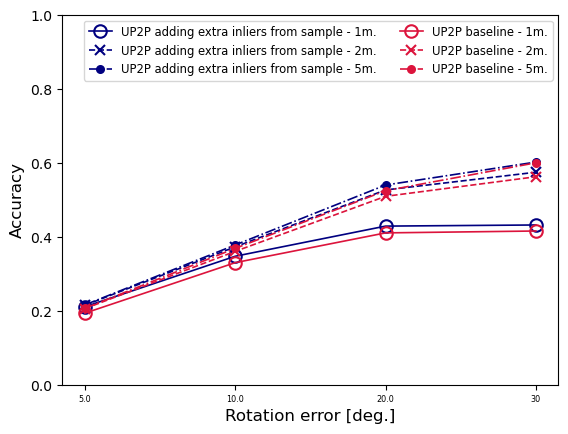 1.0
0.8
0.6
0.4
0.2
0.0
Accuracy
UP2P adding extra inliers from sample - 1m.
UP2P adding extra inliers from sample - 2m.
UP2P adding extra inliers from sample - 5m.
UP2P baseline - 1m.
UP2P baseline - 2m.
UP2P baseline - 5m.
5.0 10.0 20.0 30
Rotation error [deg.]